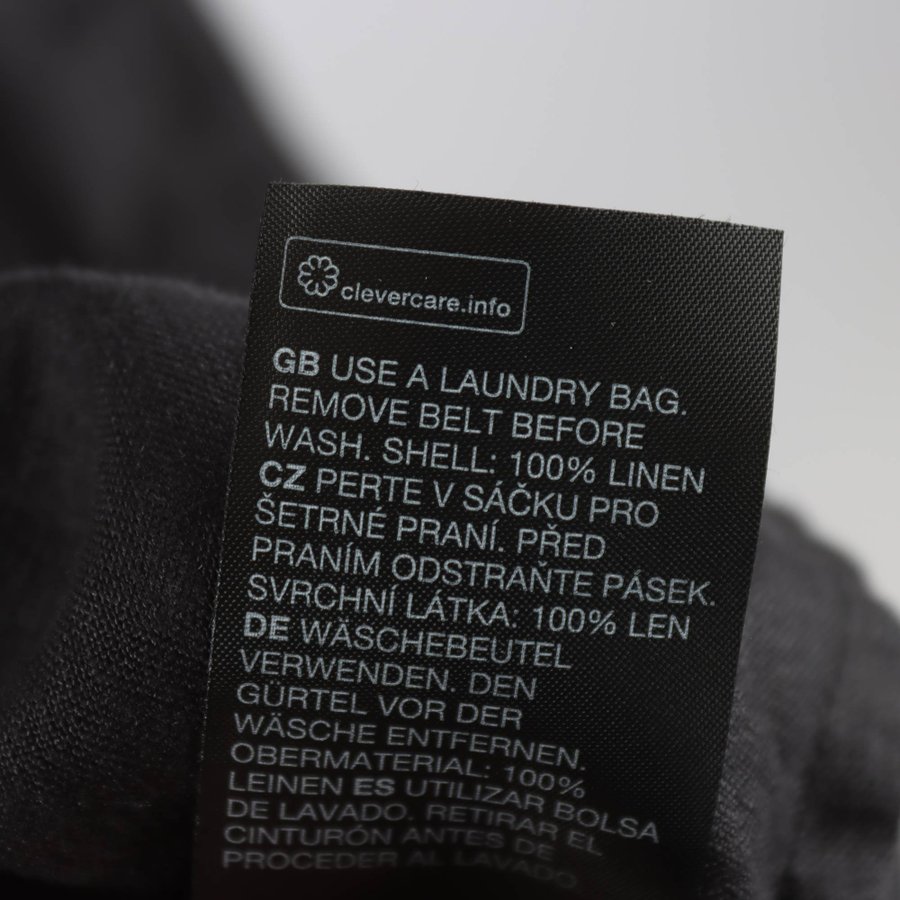 clevercare.info
GB USE A LAUNDRY BAG.
REMOVE BELT BEFORE
WASH. SHELL: 100% LINEN
CZ PERTE V SÁČKU PRO
ŠETRNÉ PRANÍ. PŘED
PRANÍM ODSTRAŇTE PÁSEK.
SVRCHNÍ LÁTKA: 100% LEN
DE WÄSCHEBEUTEL
VERWENDEN. DEN
GÜRTEL VOR DER
WÄSCHE ENTFERNEN.
OBERMATERIAL: 100%
LEINEN ES UTILIZAR BOLSA
DE LAVADO. RETIRAR EL
CINTURÓN ANTES DE
PROCEDER AL LAVADO